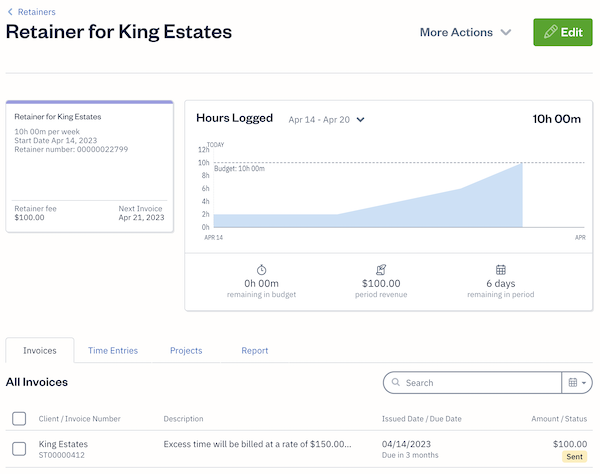 Retainers
Retainer for King Estates
More Actions
Edit
Retainer for King Estates
10h 00m per week
Start Date Apr 14, 2023
Retainer number: 00000022799
Retainer fee
$100.00
Next Invoice
Apr 21, 2023
Hours Logged
Apr 14 - Apr 20
10h 00m
TODAY
12h
10h
Budget: 10h 00m
8h
6h
4h
2h
0h
APR 14
APR
0h 00m
remaining in budget
$100.00
period revenue
6 days
remaining in period
Invoices
Time Entries
Projects
Report
All Invoices
Search
Client / Invoice Number
Description
Issued Date / Due Date
Amount / Status
King Estates
ST00000412
Excess time will be billed at a rate of $150.00...
04/14/2023
Due in 3 months
$100.00
Sent